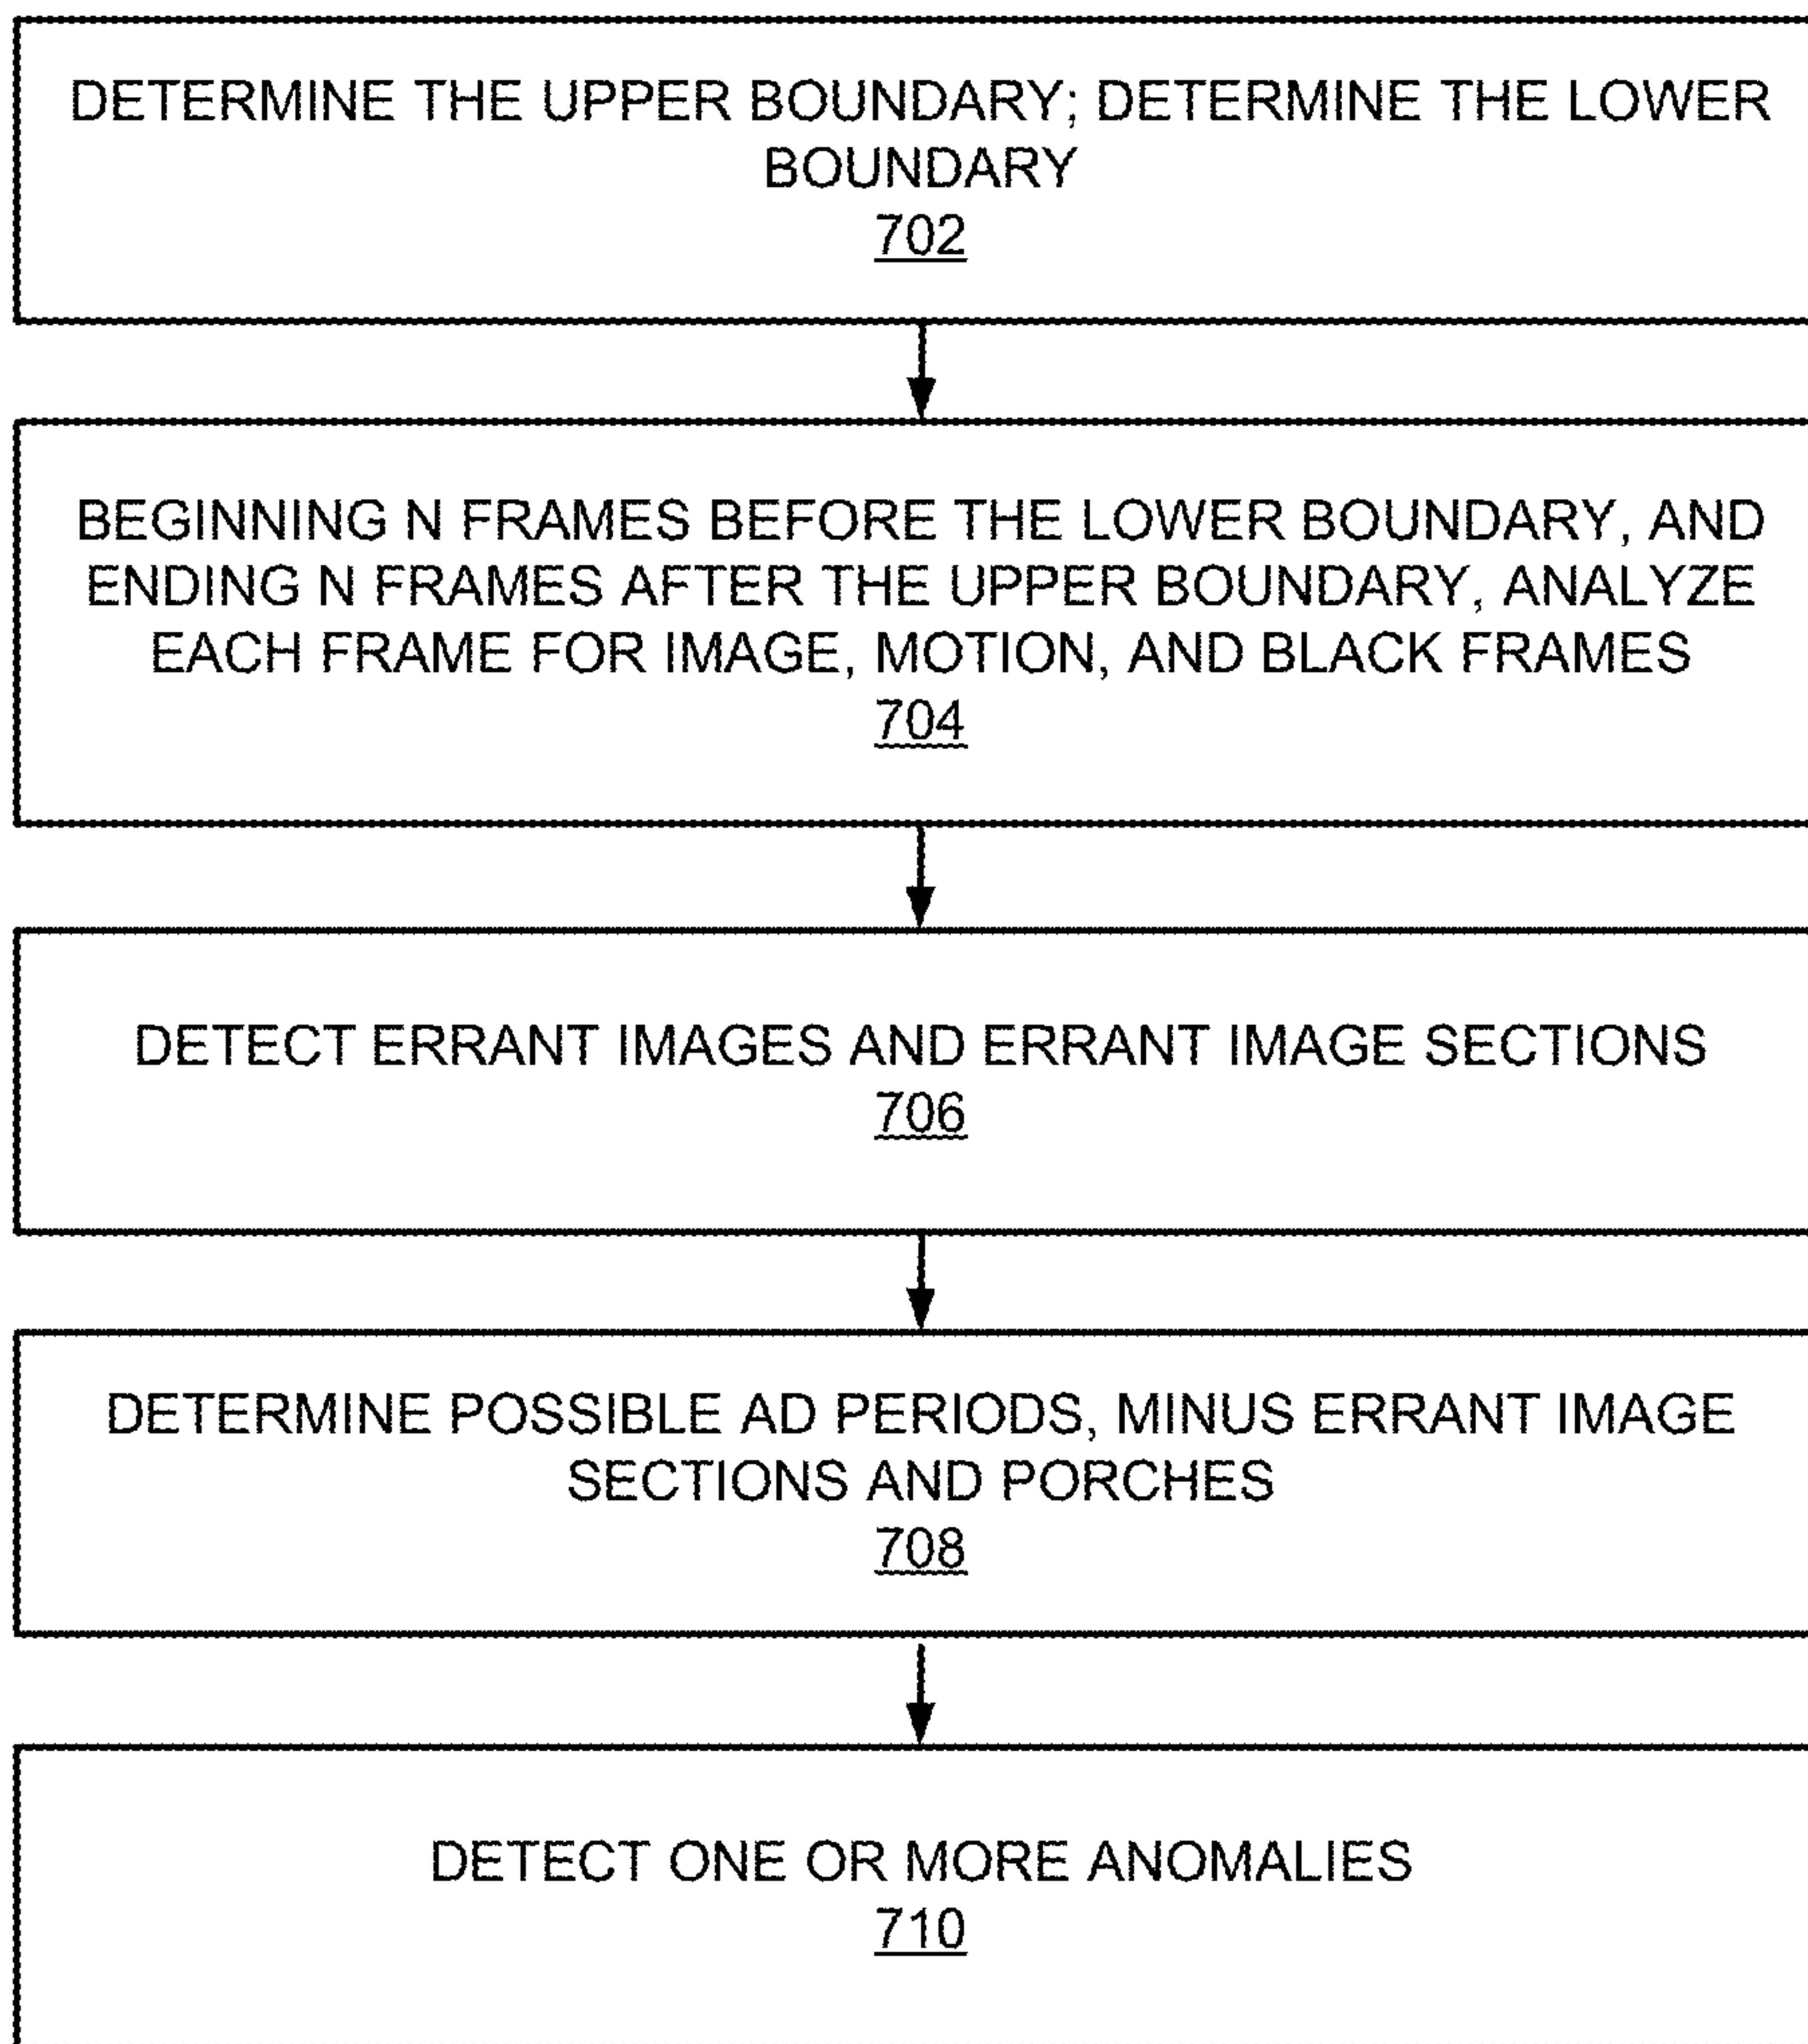 DETERMINE THE UPPER BOUNDARY; DETERMINE THE LOWER
BOUNDARY
702
BEGINNING N FRAMES BEFORE THE LOWER BOUNDARY, AND
ENDING N FRAMES AFTER THE UPPER BOUNDARY, ANALYZE
EACH FRAME FOR IMAGE, MOTION, AND BLACK FRAMES
704
DETECT ERRANT IMAGES AND ERRANT IMAGE SECTIONS
706
DETERMINE POSSIBLE AD PERIODS, MINUS ERRANT IMAGE
SECTIONS AND PORCHES
708
DETECT ONE OR MORE ANOMALIES
710